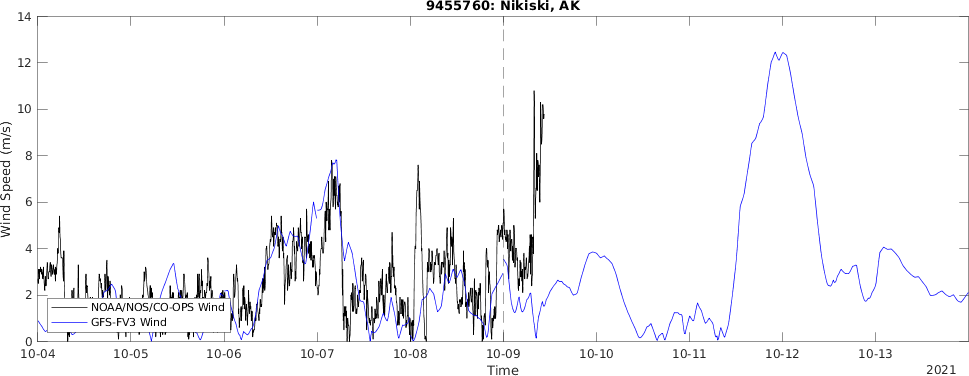 9455760: Nikiski, AK
14
12
10
8
6
4
2
0
Wind Speed (m/s)
NOAA/NOS/CO-OPS Wind
GFS-FV3 Wind
10-04 10-05 10-06 10-07 10-08 10-09 10-10 10-11 10-12 10-13
Time
2021